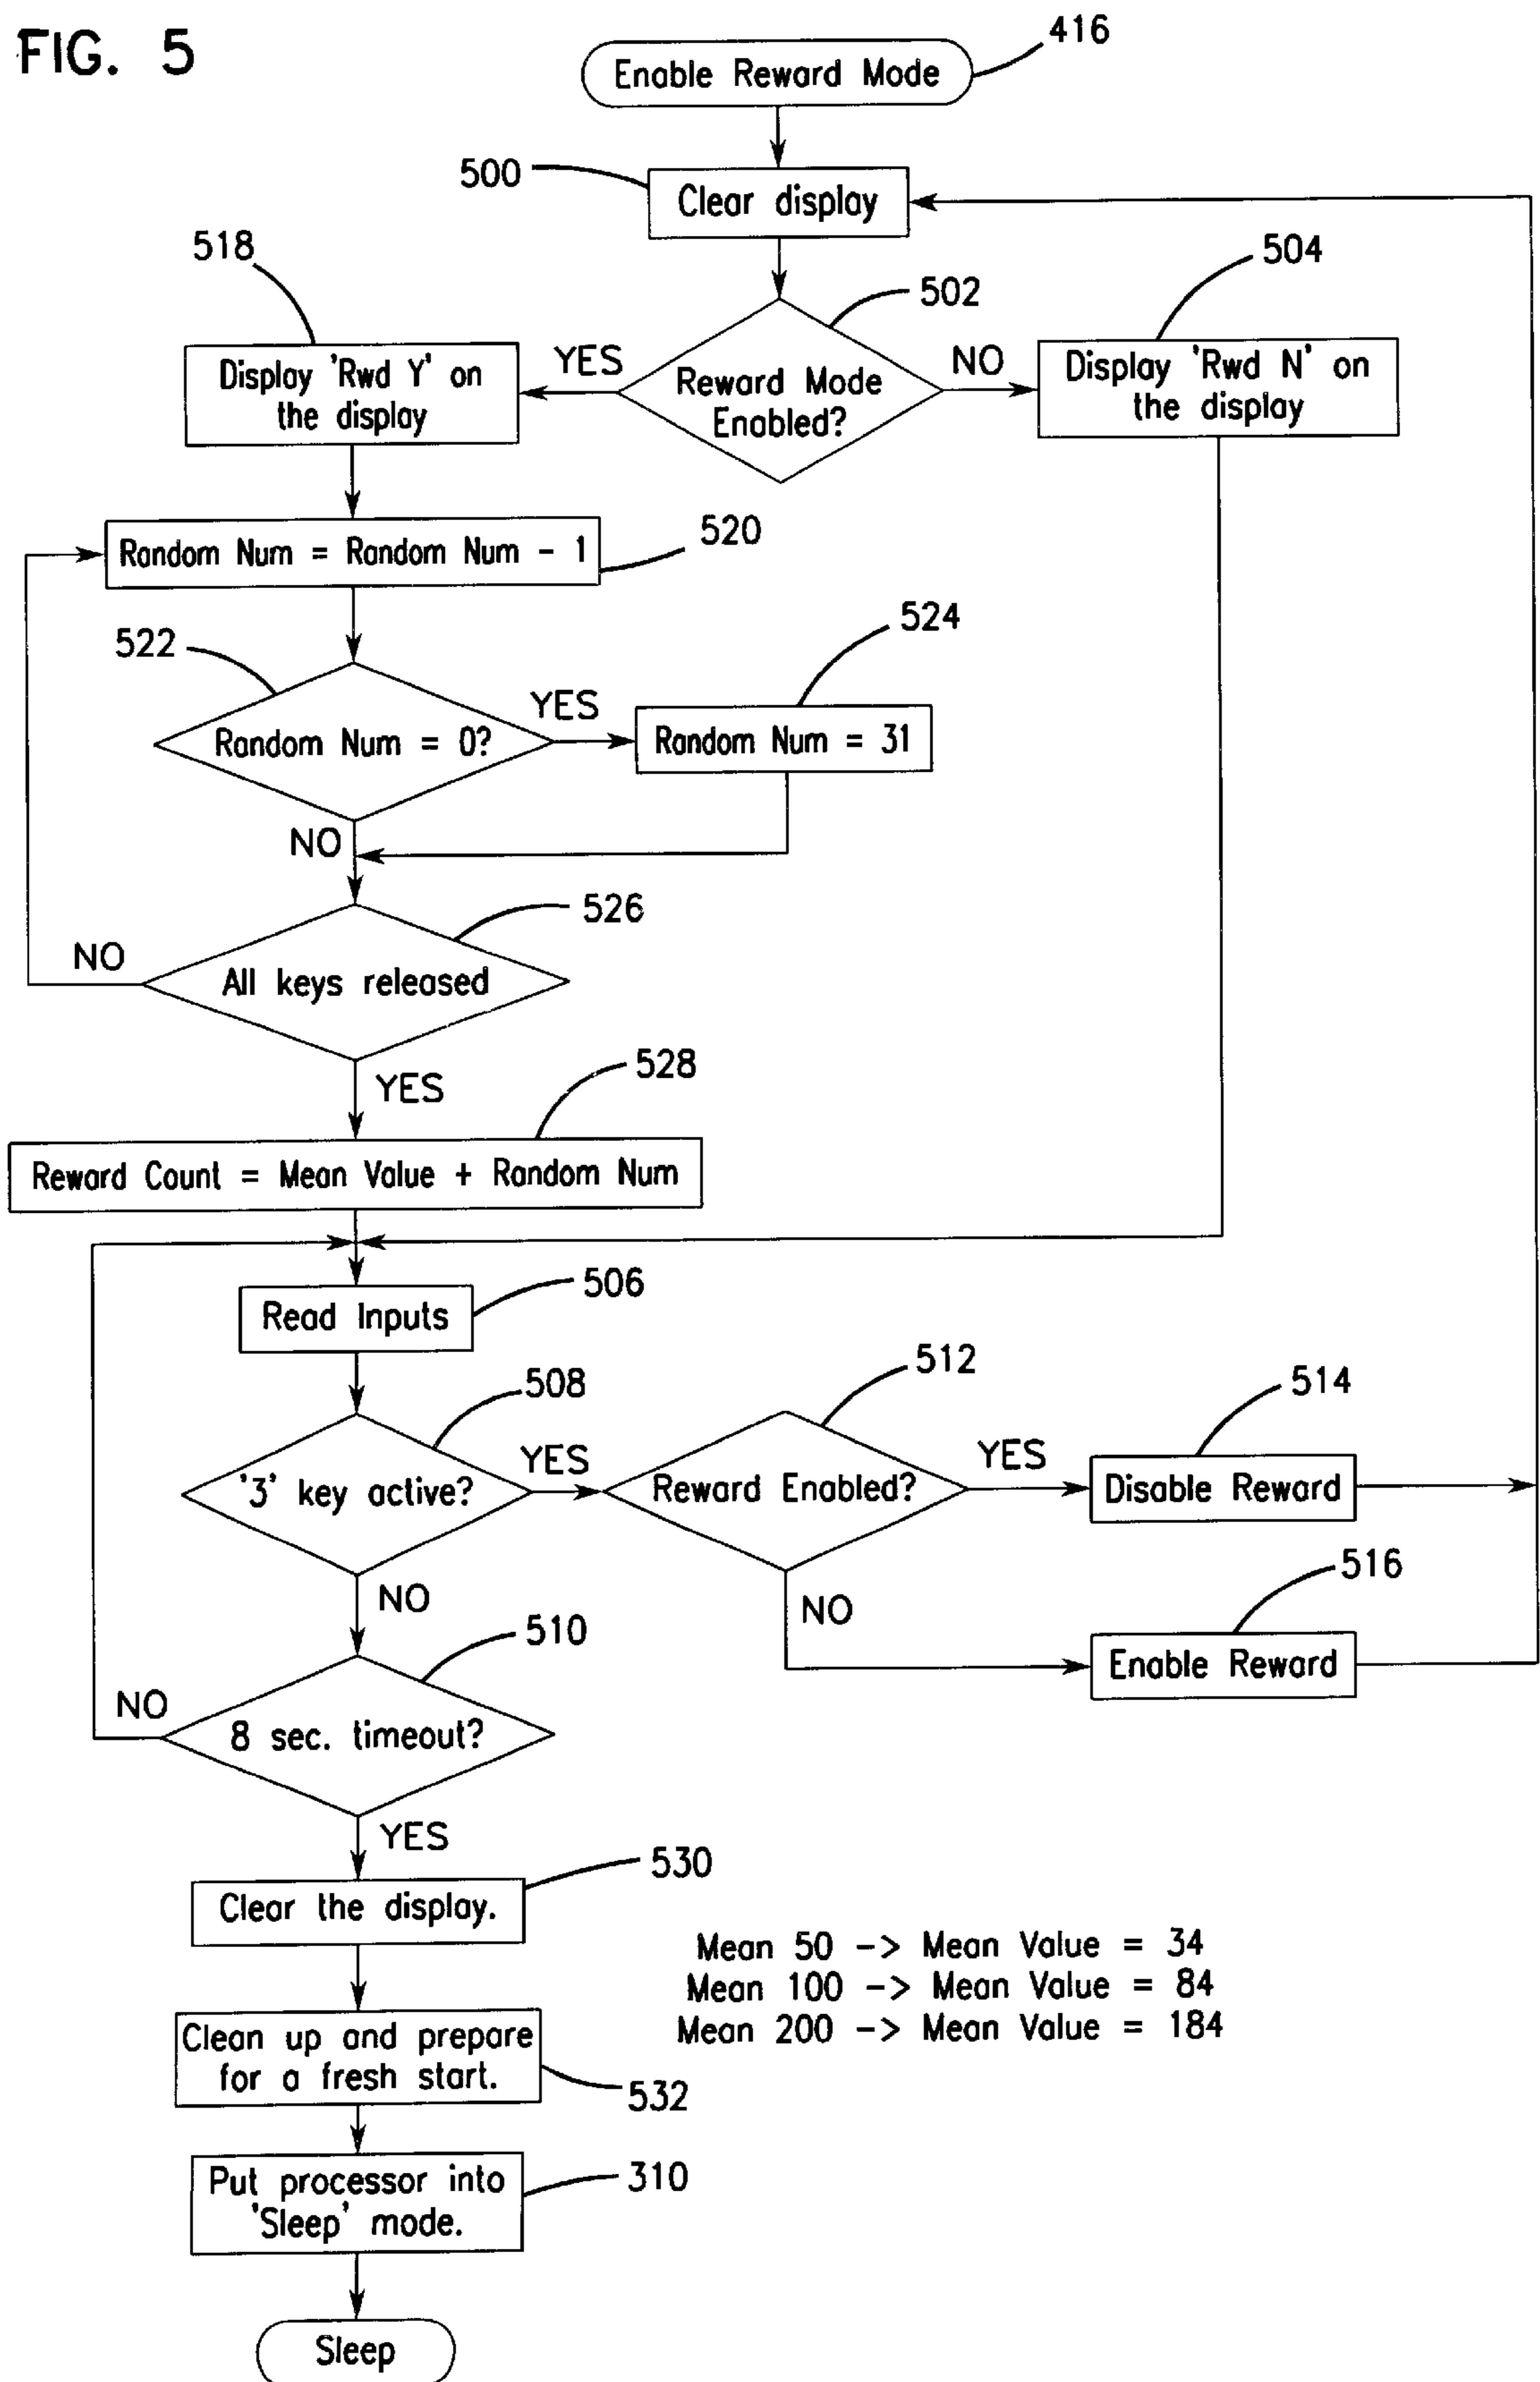 FIG. 5
416
Enable Reward Mode
500
Clear display
518
504
502
Display 'Rwd Y' on
the display
YES
Reward Mode
Enabled?
NO
Display 'Rwd N' on
the display
520
Random Num = Random Num - 1
522
524
YES
Random Num = 0?
Random Num = 31
NO
526
NO
All keys released
YES
528
Reward Count = Mean Value + Random Num
506
Read Inputs
508
512
514
'3' key active?
YES
Reward Enabled?
YES
Disable Reward
NO
NO
516
510
Enable Reward
NO
8 sec. timeout?
YES
530
Clear the display.
Mean 50 -> Mean Value = 34
Mean 100 -> Mean Value = 84
Mean 200 -> Mean Value = 184
Clean up and prepare
for a fresh start.
532
Put processor into
'Sleep' mode.
310
Sleep